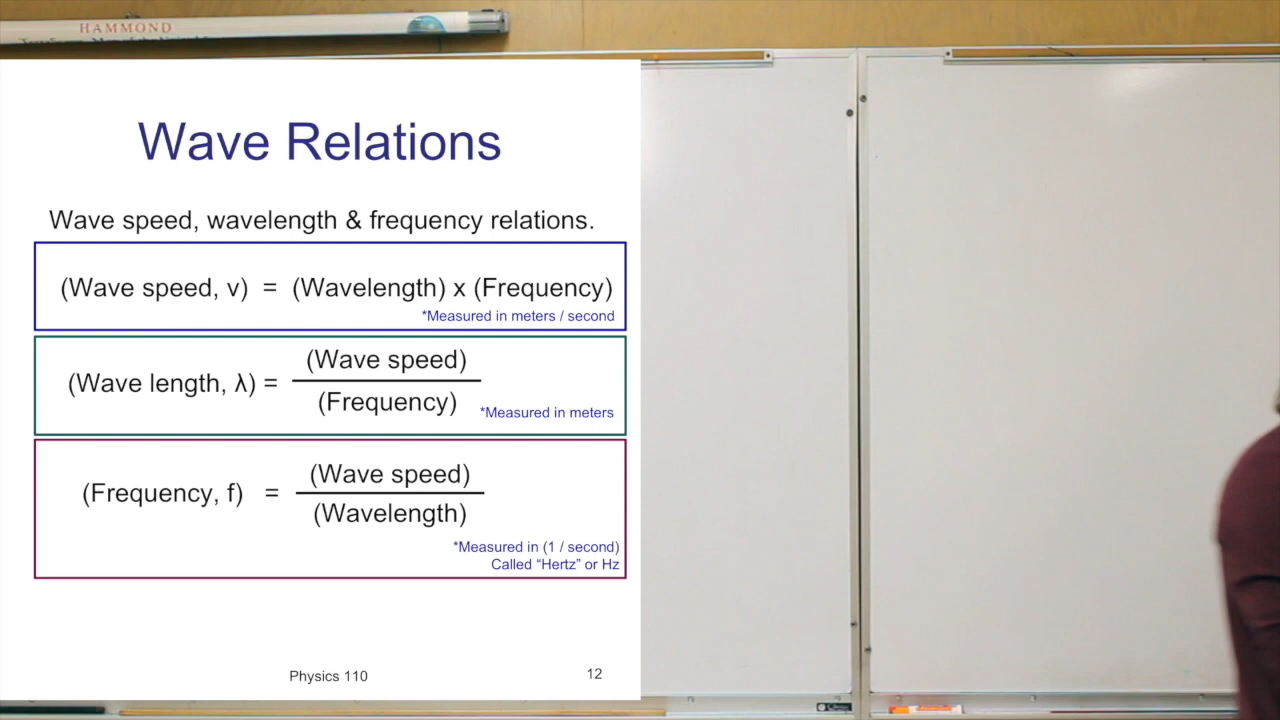 HAMMOND
Wave Relations
Wave speed, wavelength & frequency relations.
(Wave speed, v) = (Wavelength) x (Frequency)
*Measured in meters / second
(Wave length, λ) = (Wave speed)
(Frequency)
*Measured in meters
(Frequency, f) = (Wave speed)
(Wavelength)
*Measured in (1 / second)
Called “Hertz” or Hz
Physics 110
12